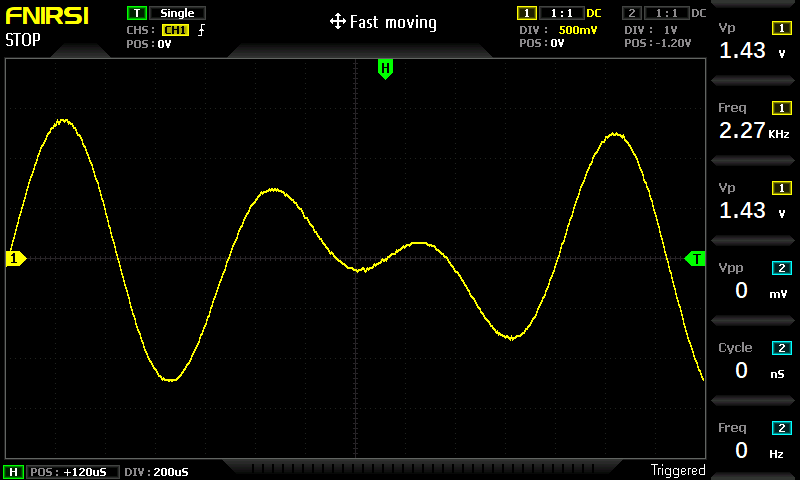 FNIRSI
STOP
T Single
CHS: CH1
POS: 0V
Fast moving
1 1:1 DC
DIV: 500mV
POS: 0V
2 1:1 DC
DIV: 1V
POS: -1.20V
H
1
T
Vp 1
1.43 V
Freq 1
2.27 KHz
Vp 1
1.43 V
Vpp 2
0 mV
Cycle 2
0 nS
Freq 2
0 Hz
H POS: +120uS DIV: 200uS
Triggered